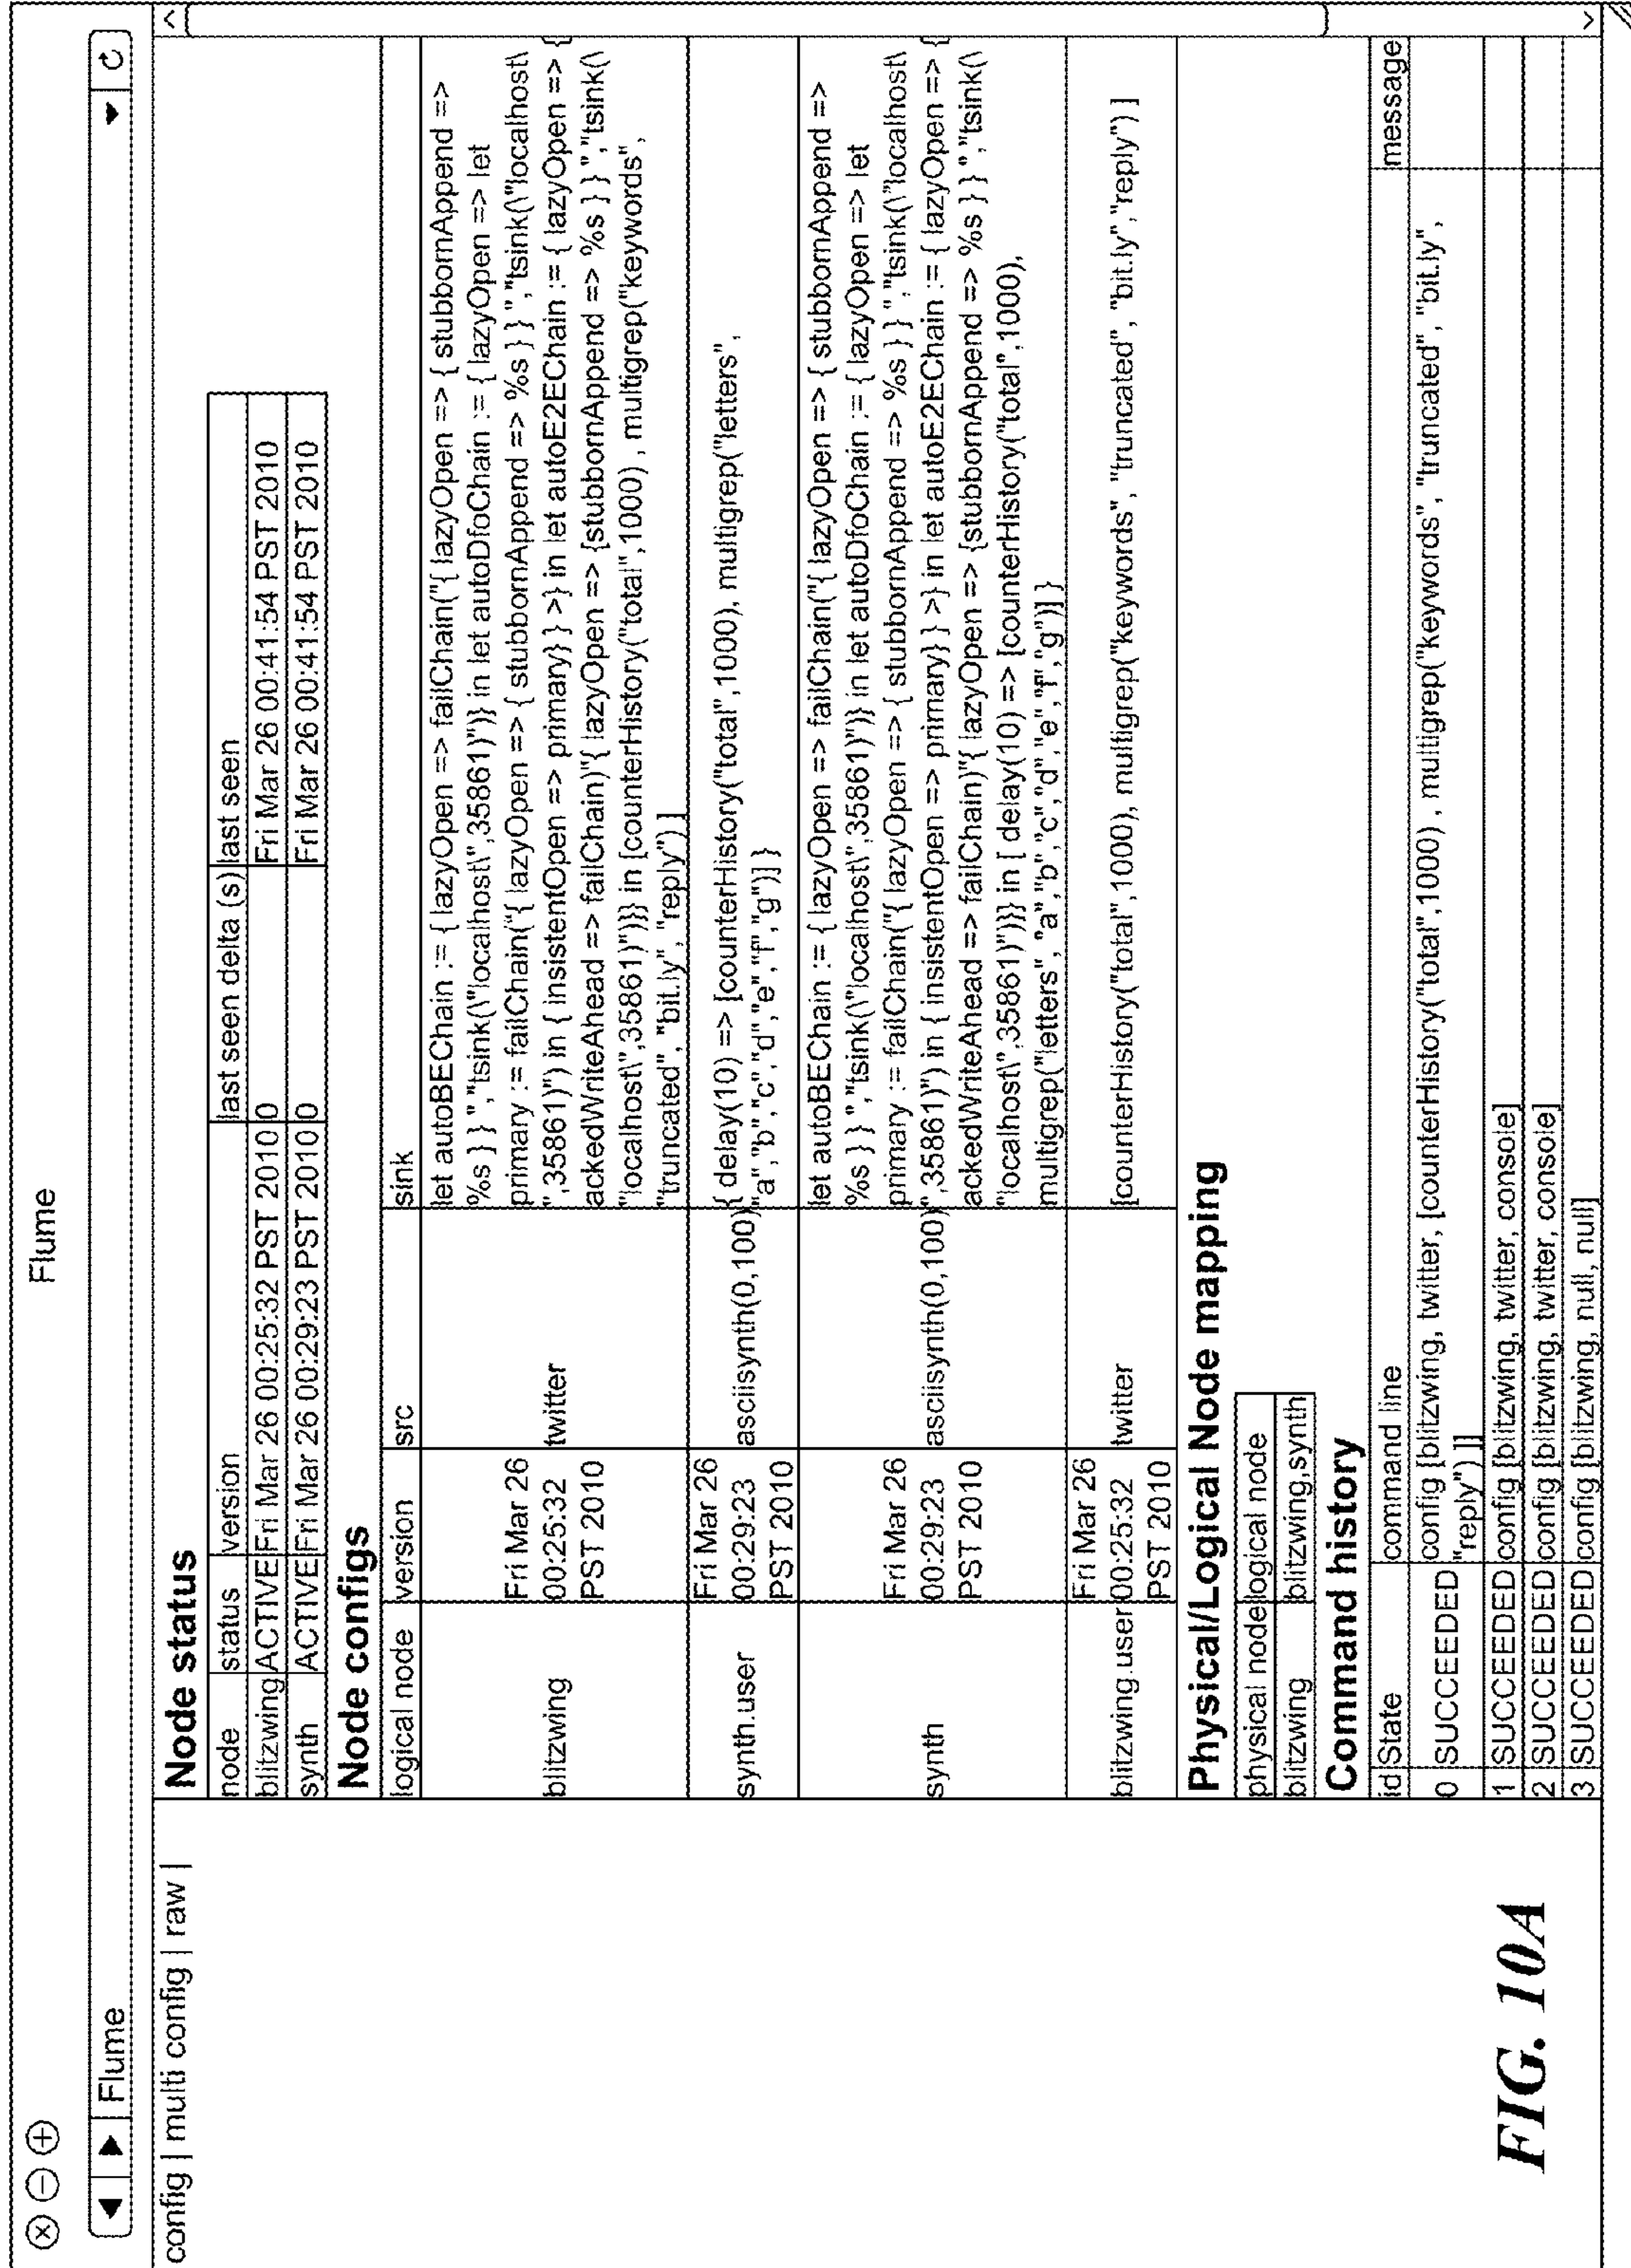 Flume
Flume
config | multi config | raw |
Node status
node status version last seen delta (s) last seen
blitzwing ACTIVE Fri Mar 26 00:25:32 PST 2010 0 Fri Mar 26 00:41:54 PST 2010
synth ACTIVE Fri Mar 26 00:29:23 PST 2010 0 Fri Mar 26 00:41:54 PST 2010
Node configs
logical node version src sink
blitzwing
Fri Mar 26
00:25:32
PST 2010
twitter
let autoBEChain := { lazyOpen => failChain("{ lazyOpen => { stubbornAppend =>
%s } } ","tsink(\"localhost\",35861)")} in let autoDfoChain := { lazyOpen => let
primary := failChain("{ lazyOpen => { stubbornAppend => %s } } ","tsink(\"localhost\
",35861)") in { insistentOpen => primary} } >} in let autoE2EChain := { lazyOpen => {
ackedWriteAhead => failChain)"{ lazyOpen => {stubbornAppend => %s } } ","tsink(\
"localhost\",35861)")}} in [counterHistory("total",1000) , multigrep("keywords",
"truncated", "bit.ly", "reply") ]
synth.user
Fri Mar 26
00:29:23
PST 2010
asciisynth(0,100)
{ delay(10) => [counterHistory("total",1000), multigrep("letters",
"a","b","c","d","e","f","g")] }
synth
Fri Mar 26
00:29:23
PST 2010
asciisynth(0,100)
let autoBEChain := { lazyOpen => failChain("{ lazyOpen => { stubbornAppend =>
%s } } ","tsink(\"localhost\",35861)")} in let autoDfoChain := { lazyOpen => let
primary := failChain("{ lazyOpen => { stubbornAppend => %s } } ","tsink(\"localhost\
",35861)") in { insistentOpen => primary} } >} in let autoE2EChain := { lazyOpen => {
ackedWriteAhead => failChain)"{ lazyOpen => {stubbornAppend => %s } } ","tsink(\
"localhost\",35861)")}} in [ delay(10) => [counterHistory("total",1000),
multigrep("letters", "a","b","c","d","e","f","g")] }
blitzwing.user
Fri Mar 26
00:25:32
PST 2010
twitter
[counterHistory("total",1000), multigrep("keywords", "truncated", "bit.ly","reply") ]
Physical/Logical Node mapping
physical node logical node
blitzwing blitzwing,synth
Command history
id State command line message
0 SUCCEEDED config [blitzwing, twitter, [counterHistory("total",1000) , multigrep("keywords", "truncated", "bit.ly",
"reply") ]]
1 SUCCEEDED config [blitzwing, twitter, console]
2 SUCCEEDED config [blitzwing, twitter, console]
3 SUCCEEDED config [blitzwing, null, null]
FIG. 10A